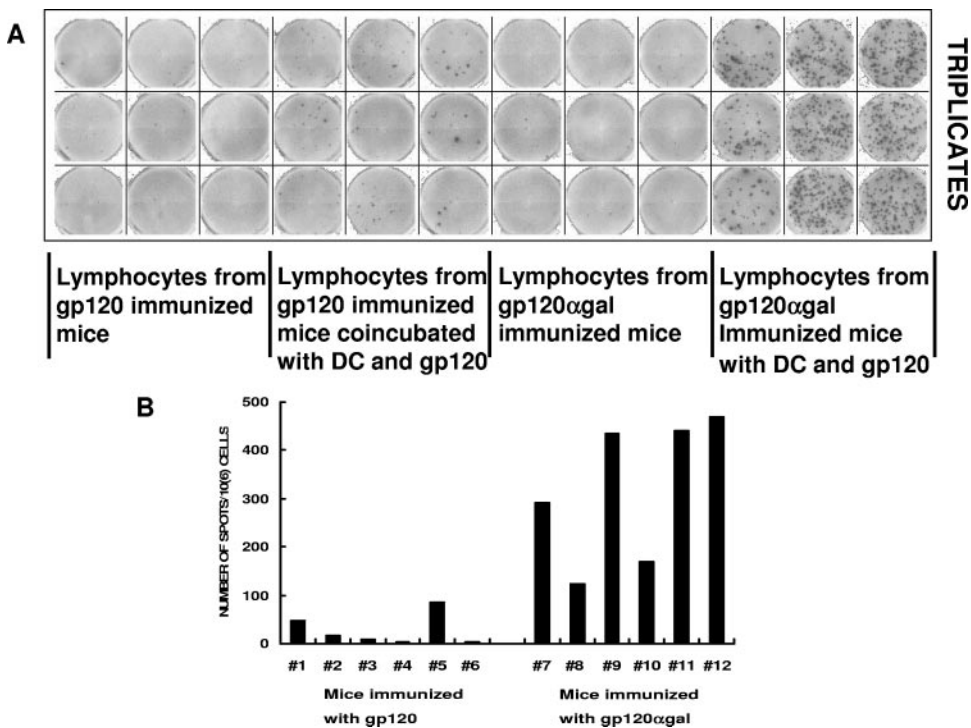 A
TRIPLICATES
Lymphocytes from
gp120 immunized
mice
Lymphocytes from
gp120 immunized
mice coincubated
with DC and gp120
Lymphocytes from
gp120αgal
immunized mice
Lymphocytes from
gp120αgal
Immunized mice
with DC and gp120
B
NUMBER OF SPOTS/10(6) CELLS
500
400
300
200
100
0
#1 #2 #3 #4 #5 #6 #7 #8 #9 #10 #11 #12
Mice immunized
with gp120
Mice immunized
with gp120αgal